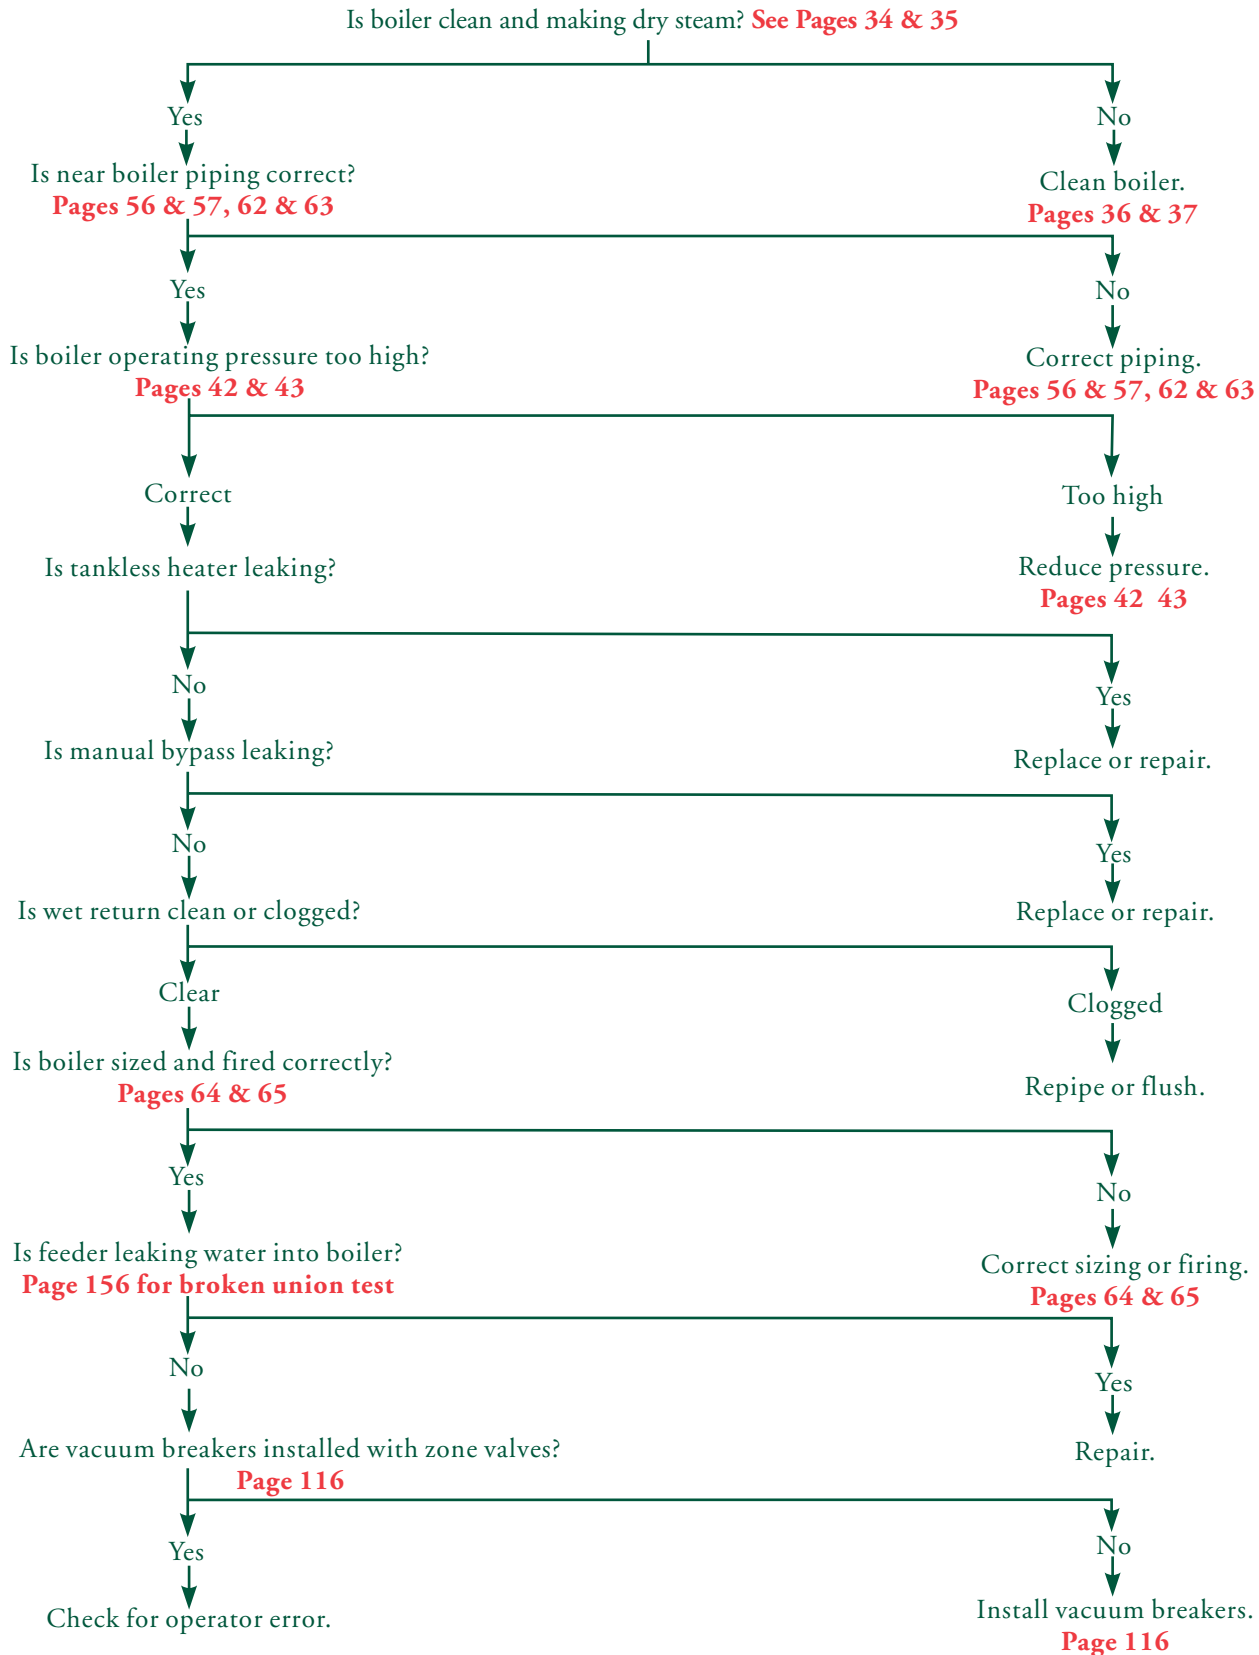 Is boiler clean and making dry steam? See Pages 34 & 35
Yes
No
Is near boiler piping correct?
Pages 56 & 57, 62 & 63
Clean boiler.
Pages 36 & 37
Yes
No
Is boiler operating pressure too high?
Pages 42 & 43
Correct piping.
Pages 56 & 57, 62 & 63
Correct
Too high
Is tankless heater leaking?
Reduce pressure.
Pages 42 43
No
Yes
Is manual bypass leaking?
Replace or repair.
No
Yes
Is wet return clean or clogged?
Replace or repair.
Clear
Clogged
Is boiler sized and fired correctly?
Pages 64 & 65
Repipe or flush.
Yes
No
Is feeder leaking water into boiler?
Page 156 for broken union test
Correct sizing or firing.
Pages 64 & 65
No
Yes
Are vacuum breakers installed with zone valves?
Page 116
Repair.
Yes
No
Check for operator error.
Install vacuum breakers.
Page 116